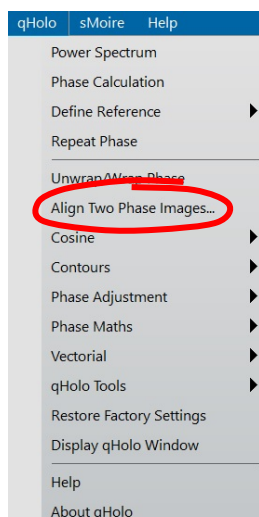 qHolo sMoire Help
Power Spectrum
Phase Calculation
Define Reference
Repeat Phase
Unwrap/Wrap Phase
Align Two Phase Images...
Cosine
Contours
Phase Adjustment
Phase Maths
Vectorial
qHolo Tools
Restore Factory Settings
Display qHolo Window
Help
About qHolo